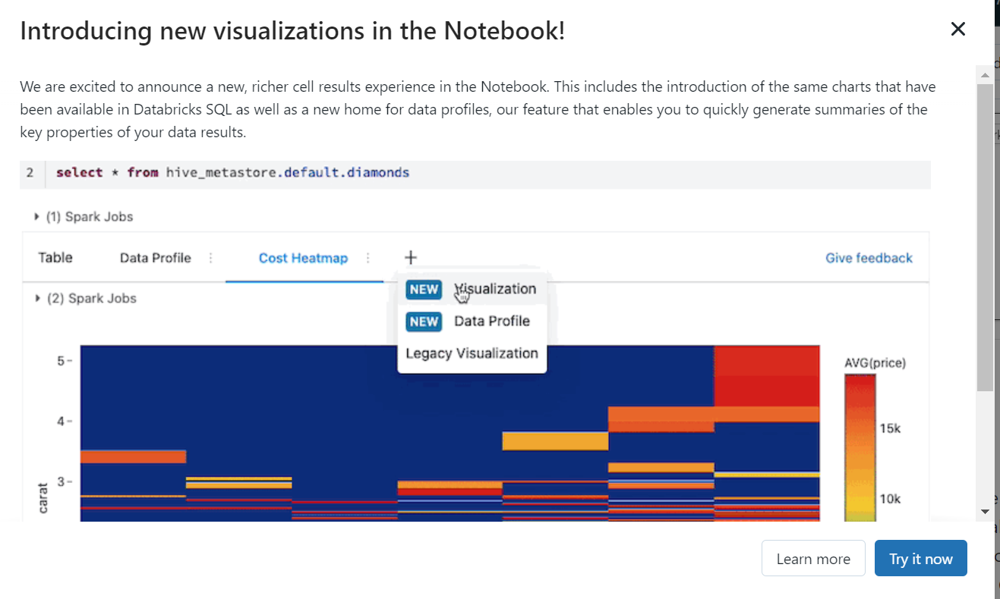 Introducing new visualizations in the Notebook!
We are excited to announce a new, richer cell results experience in the Notebook. This includes the introduction of the same charts that have
been available in Databricks SQL as well as a new home for data profiles, our feature that enables you to quickly generate summaries of the
key properties of your data results.
2 select * from hive_metastore.default.diamonds
(1) Spark Jobs
Table Data Profile Cost Heatmap + Give feedback
NEW Visualization
(2) Spark Jobs
NEW Data Profile
Legacy Visualization
AVG(price)
5
4
15k
3
10k
carat
Learn more Try it now